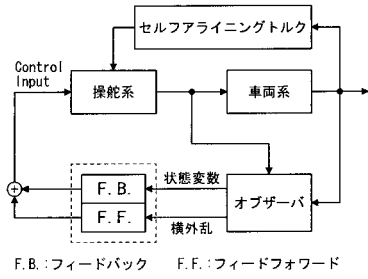 セルフアライニングトルク
Control
Input
操舵系
車両系
F.B.
F.F.
状態変数
横外乱
オブザーバ
F.B.:フィードバック F.F.:フィードフォワード